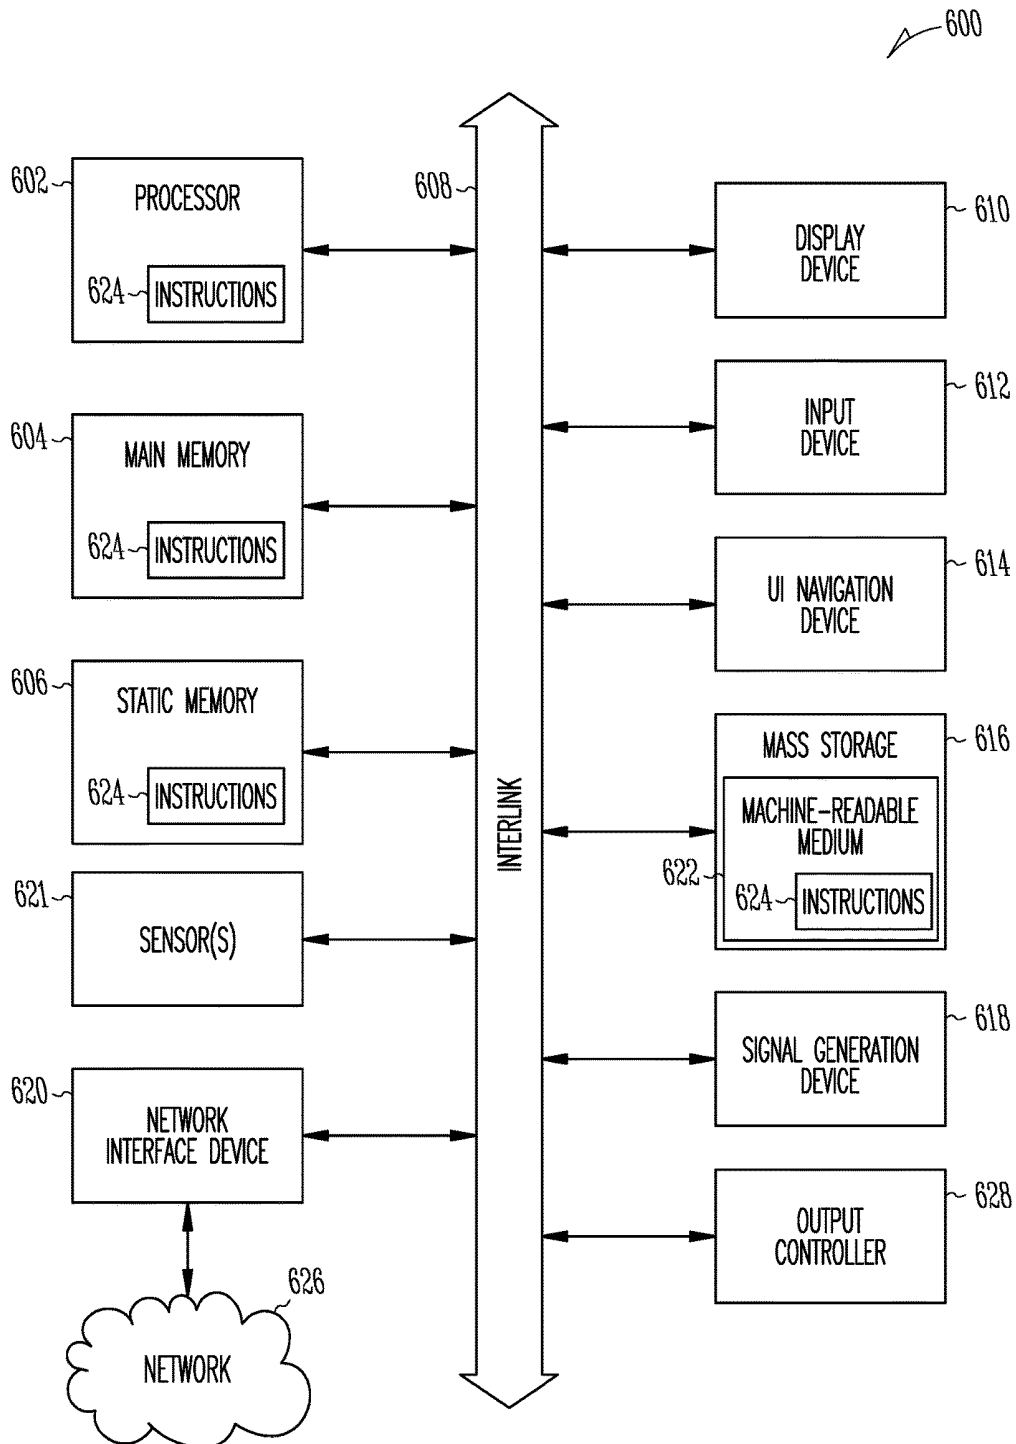 600
602
PROCESSOR
624
INSTRUCTIONS
604
MAIN MEMORY
624
INSTRUCTIONS
606
STATIC MEMORY
624
INSTRUCTIONS
621
SENSOR(S)
620
NETWORK
INTERFACE DEVICE
626
NETWORK
608
INTERLINK
610
DISPLAY
DEVICE
612
INPUT
DEVICE
614
UI NAVIGATION
DEVICE
616
MASS STORAGE
MACHINE-READABLE
MEDIUM
622
624
INSTRUCTIONS
618
SIGNAL GENERATION
DEVICE
628
OUTPUT
CONTROLLER